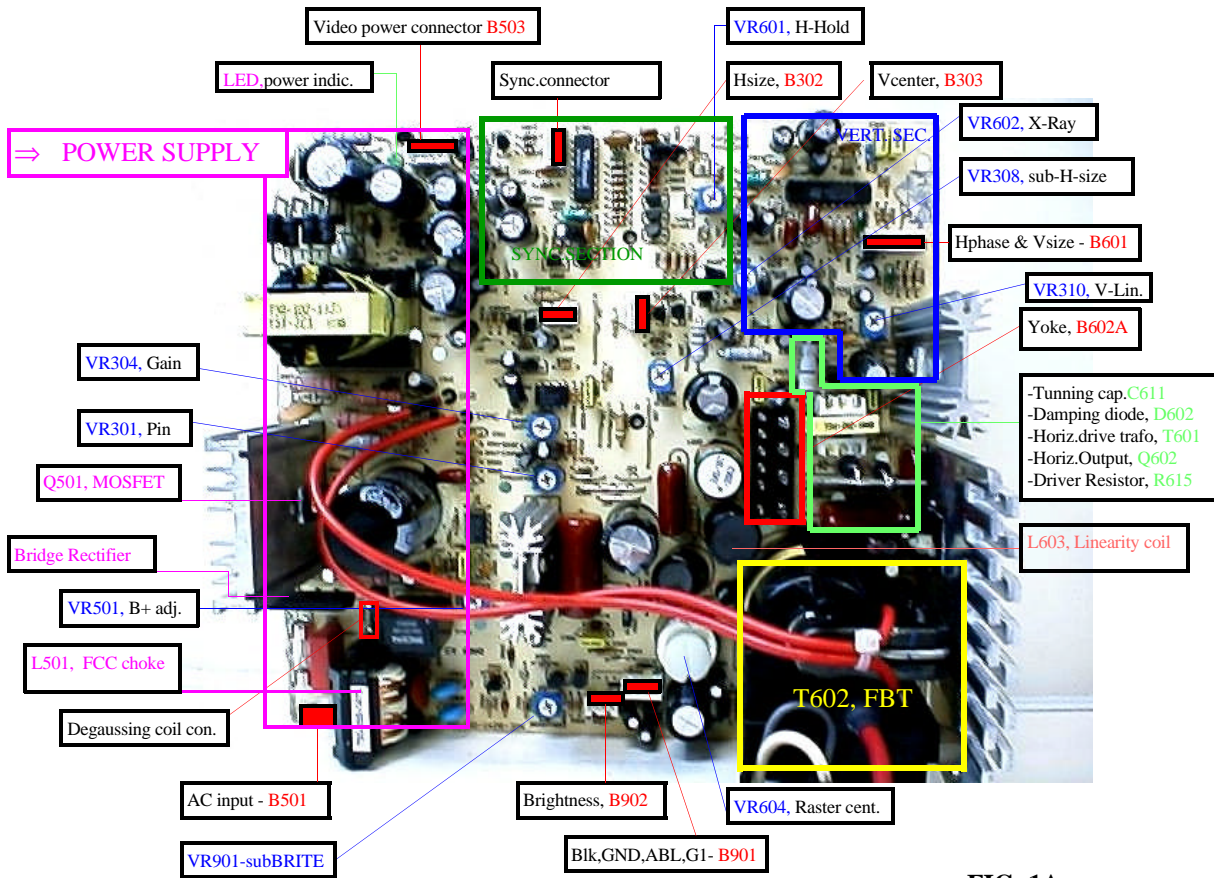 Video power connector B503
VR601, H-Hold
LED,power indic.
Sync.connector
Hsize, B302
Vcenter, B303
VR602, X-Ray
VERT. SEC.
⇒ POWER SUPPLY
VR308, sub-H-size
SYNC.SECTION
Hphase & Vsize - B601
VR310, V-Lin.
Yoke, B602A
VR304, Gain
-Tunning cap.C611
-Damping diode, D602
-Horiz.drive trafo, T601
-Horiz.Output, Q602
-Driver Resistor, R615
VR301, Pin
Q501, MOSFET
L603, Linearity coil
Bridge Rectifier
VR501, B+ adj.
L501, FCC choke
T602, FBT
Degaussing coil con.
AC input - B501
Brightness, B902
VR604, Raster cent.
VR901-subBRITE
Blk,GND,ABL,G1- B901